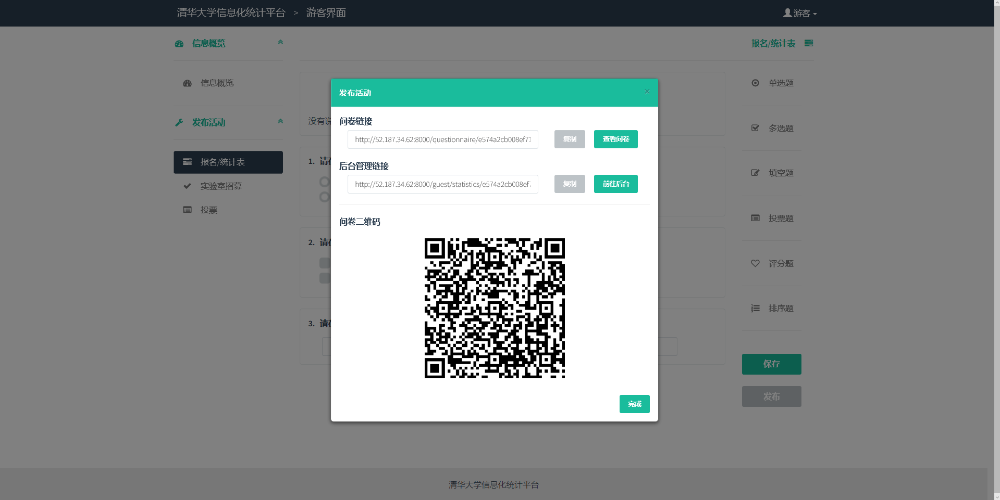 清华大学信息化统计平台 > 游客界面
游客
信息概览
信息概览
发布活动
报名/统计表
实验室招募
投票
没有说
1. 请在
2. 请在
3. 请在
发布活动
×
问卷链接
http://52.187.34.62:8000/questionnaire/e574a2cb008ef71
复制
查看问卷
后台管理链接
http://52.187.34.62:8000/guest/statistics/e574a2cb008ef7
复制
前往后台
问卷二维码
完成
报名/统计表
单选题
多选题
填空题
投票题
评分题
排序题
保存
发布
清华大学信息化统计平台